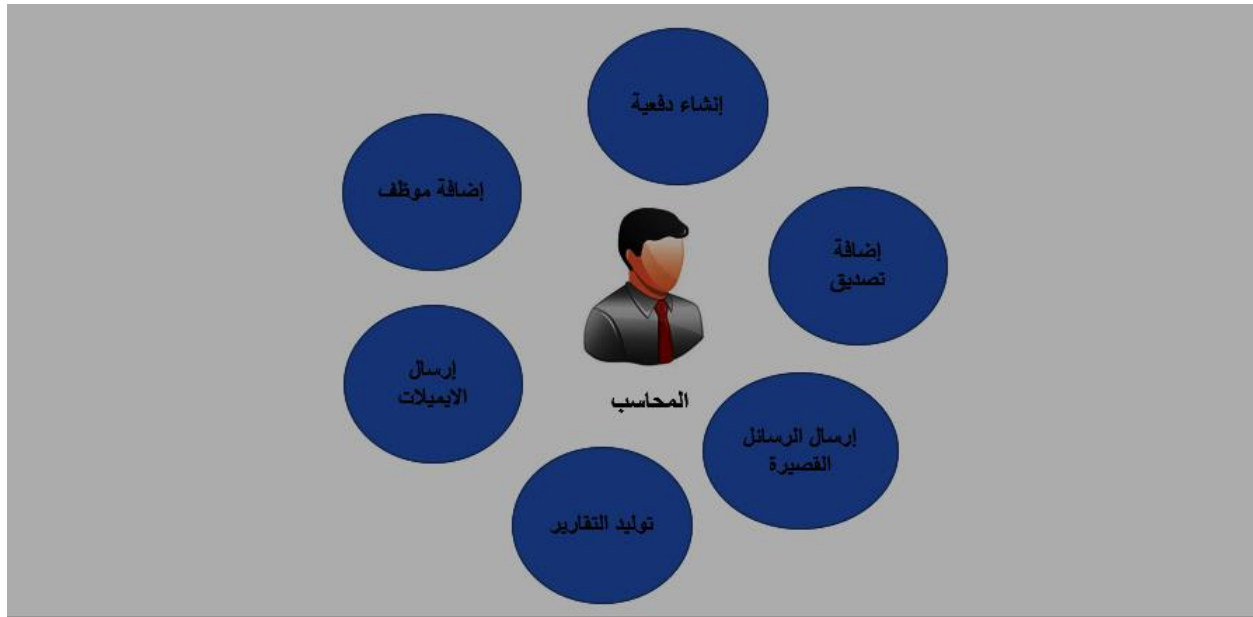 إنشاء دفعية
إضافة موظف
إضافة
تصديق
إرسال
الايميلات
المحاسب
إرسال الرسائل
القصيرة
توليد التقارير